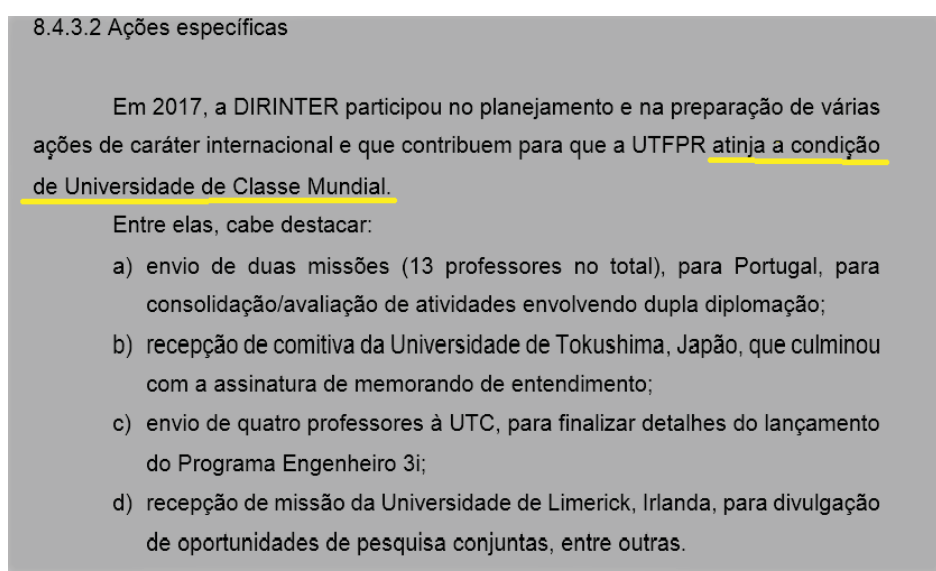 8.4.3.2 Ações específicas
Em 2017, a DIRINTER participou no planejamento e na preparação de várias
ações de caráter internacional e que contribuem para que a UTFPR atinja a condição
de Universidade de Classe Mundial.
Entre elas, cabe destacar:
a) envio de duas missões (13 professores no total), para Portugal, para
consolidação/avaliação de atividades envolvendo dupla diplomação;
b) recepção de comitiva da Universidade de Tokushima, Japão, que culminou
com a assinatura de memorando de entendimento;
c) envio de quatro professores à UTC, para finalizar detalhes do lançamento
do Programa Engenheiro 3i;
d) recepção de missão da Universidade de Limerick, Irlanda, para divulgação
de oportunidades de pesquisa conjuntas, entre outras.